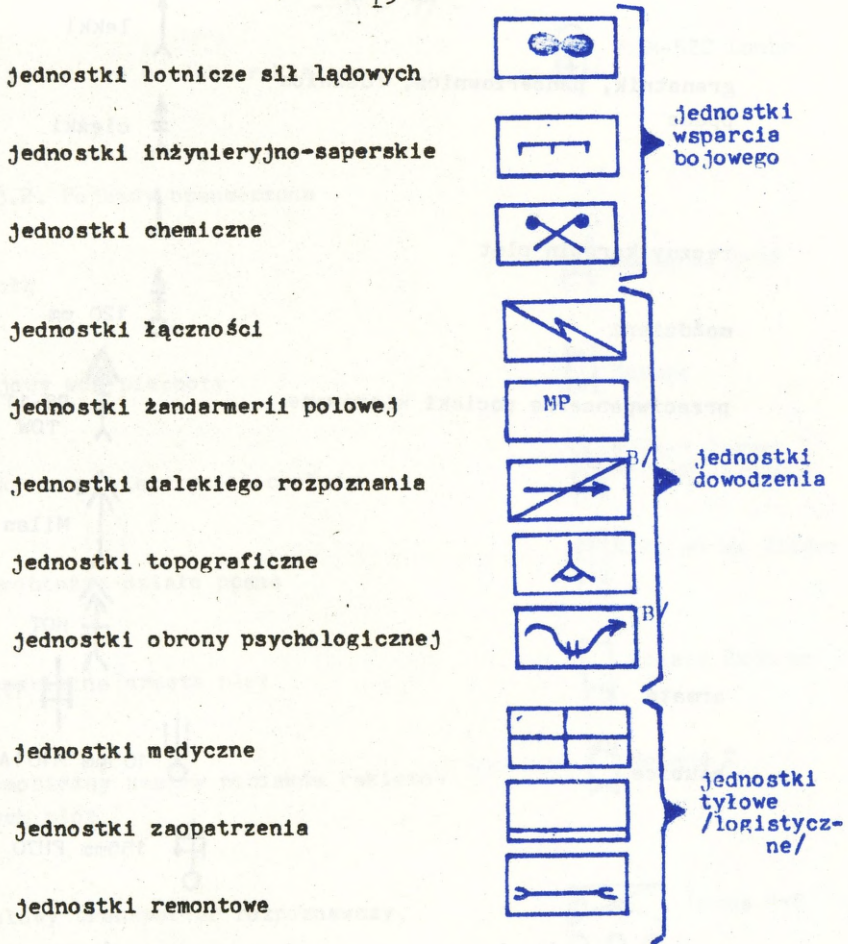 jednostki lotnicze sił lądowych
jednostki inżynieryjno-saperskie
jednostki chemiczne
jednostki
wsparcia
bojowego
jednostki łączności
jednostki żandarmerii polowej
MP
jednostki dalekiego rozpoznania
B/
jednostki topograficzne
jednostki obrony psychologicznej
B/
jednostki
dowodzenia
jednostki medyczne
jednostki zaopatrzenia
jednostki remontowe
jednostki
tyłowe
/logistycz-
ne/